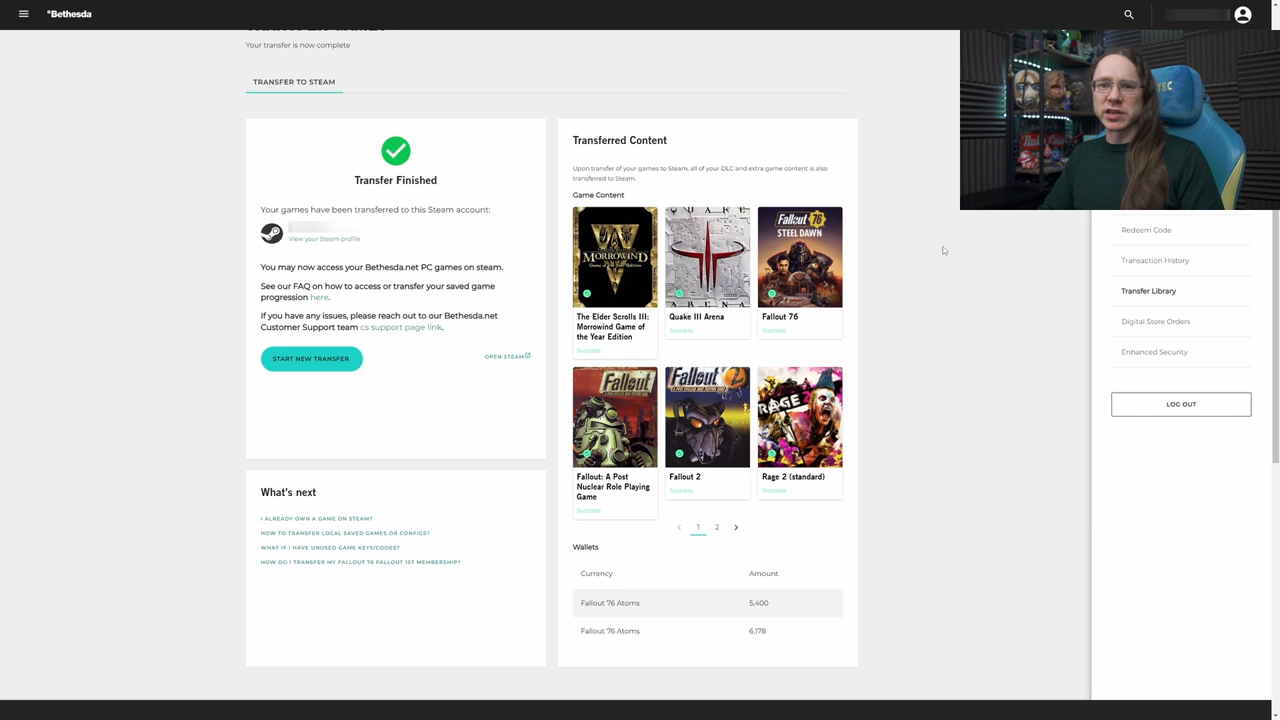 Bethesda
Your transfer is now complete
TRANSFER TO STEAM
Transfer Finished
Your games have been transferred to this Steam account:
View your Steam profile
You may now access your Bethesda.net PC games on steam.
See our FAQ on how to access or transfer your saved game
progression here.
If you have any issues, please reach out to our Bethesda.net
Customer Support team cs support page link.
START NEW TRANSFER
OPEN STEAM
What's next
I ALREADY OWN A GAME ON STEAM?
HOW TO TRANSFER LOCAL SAVED GAMES OR CONFIGS?
WHAT IF I HAVE UNUSED GAME KEYS/CODES?
HOW DO I TRANSFER MY FALLOUT 76 FALLOUT 1ST MEMBERSHIP?
Transferred Content
Upon transfer of your games to Steam, all of your DLC and extra game content is also
transferred to Steam.
Game Content
MORROWIND
QUAKE
ARENA
Fallout 76
STEEL DAWN
The Elder Scrolls III:
Morrowind Game of
the Year Edition
Success
Quake III Arena
Success
Fallout 76
Success
Fallout
Fallout 2
RAGE
Fallout: A Post
Nuclear Role Playing
Game
Success
Fallout 2
Success
Rage 2 (standard)
Success
1
2
Wallets
Currency
Amount
Fallout 76 Atoms
5,400
Fallout 76 Atoms
6,178
Redeem Code
Transaction History
Transfer Library
Digital Store Orders
Enhanced Security
LOG OUT